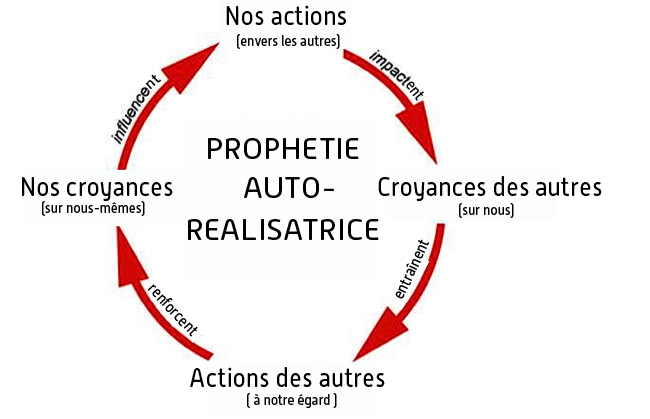 Nos actions
(envers les autres)
impactent
influencent
PROPHETIE
AUTO-
REALISATRICE
Nos croyances
(sur nous-mêmes)
Croyances des autres
(sur nous)
entraînent
renforcent
Actions des autres
( à notre égard )